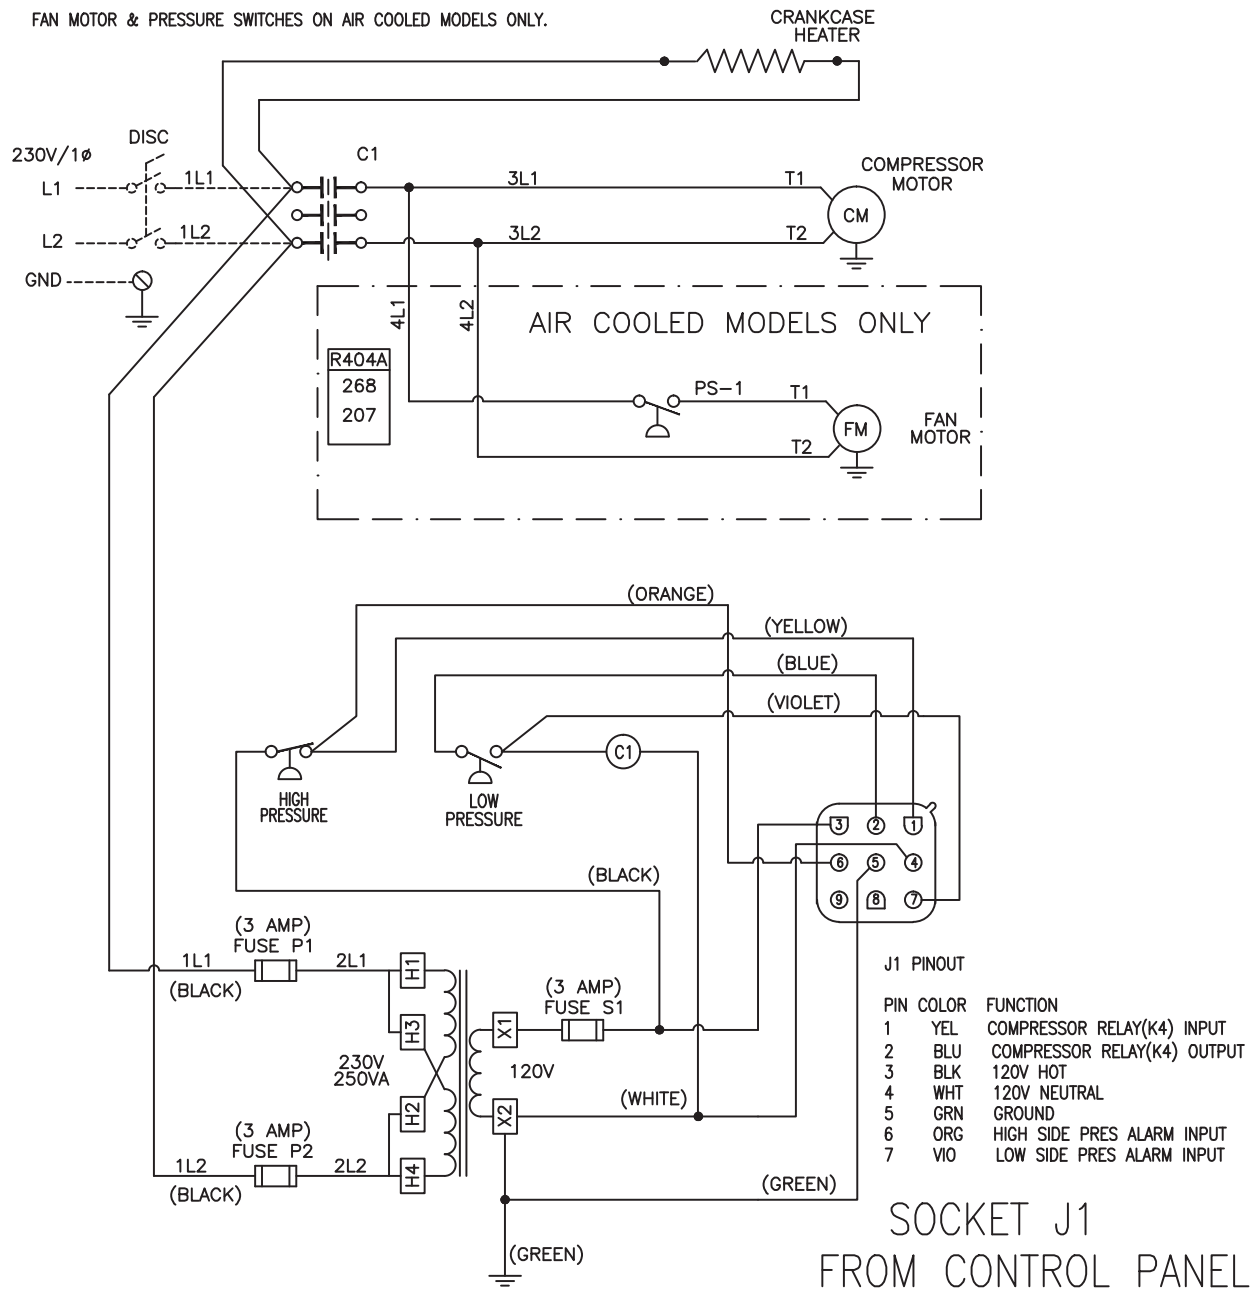 FAN MOTOR & PRESSURE SWITCHES ON AIR COOLED MODELS ONLY.
CRANKCASE
HEATER
DISC
230V/1ø
C1
L1
1L1
3L1
T1
COMPRESSOR
MOTOR
CM
L2
1L2
3L2
T2
GND
4L1
4L2
AIR COOLED MODELS ONLY
R404A
268
207
PS-1
T1
FM
FAN
MOTOR
T2
(ORANGE)
(YELLOW)
(BLUE)
(VIOLET)
C1
HIGH
PRESSURE
LOW
PRESSURE
3
2
1
6
5
4
9
8
7
(BLACK)
(3 AMP)
FUSE P1
1L1
2L1
(BLACK)
H1
H3
H2
H4
230V
250VA
X1
X2
120V
(3 AMP)
FUSE S1
(WHITE)
(3 AMP)
FUSE P2
1L2
2L2
(BLACK)
(GREEN)
(GREEN)
J1 PINOUT
PIN COLOR FUNCTION
1 YEL COMPRESSOR RELAY(K4) INPUT
2 BLU COMPRESSOR RELAY(K4) OUTPUT
3 BLK 120V HOT
4 WHT 120V NEUTRAL
5 GRN GROUND
6 ORG HIGH SIDE PRES ALARM INPUT
7 VIO LOW SIDE PRES ALARM INPUT
SOCKET J1
FROM CONTROL PANEL